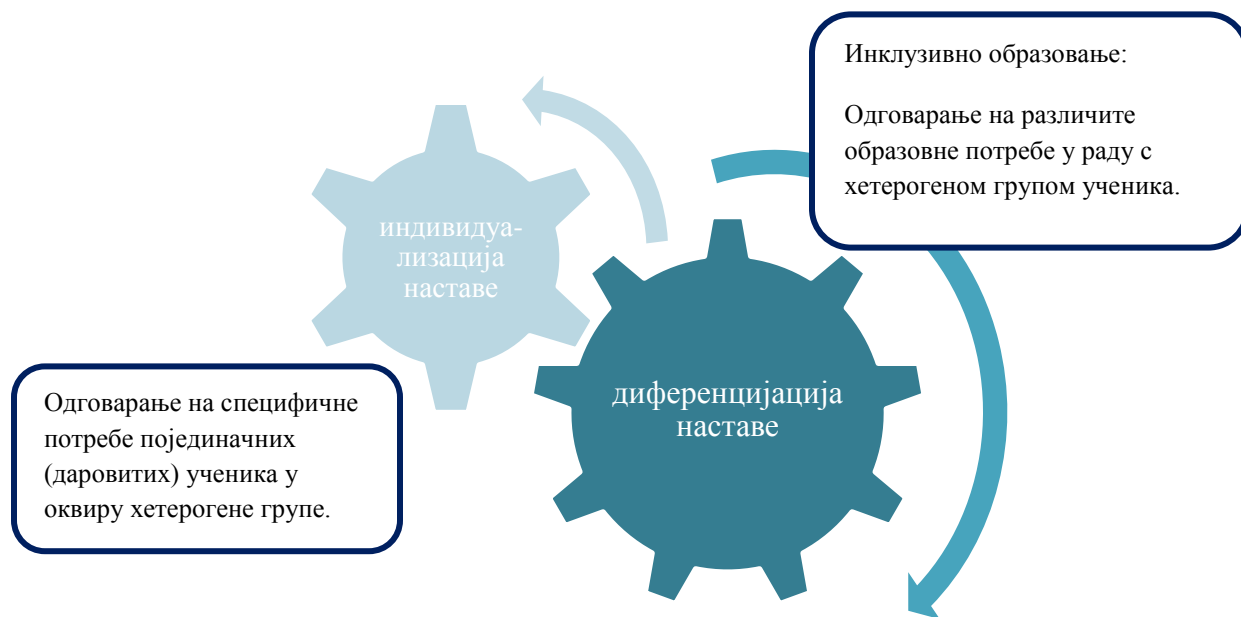 Инклузивно образовање:
Одговарање на различите
образовне потребе у раду с
хетерогеном групом ученика.
индивидуа-
лизација
наставе
диференцијација
наставе
Одговарање на специфичне
потребе појединачних
(даровитих) ученика у
оквиру хетерогене групе.